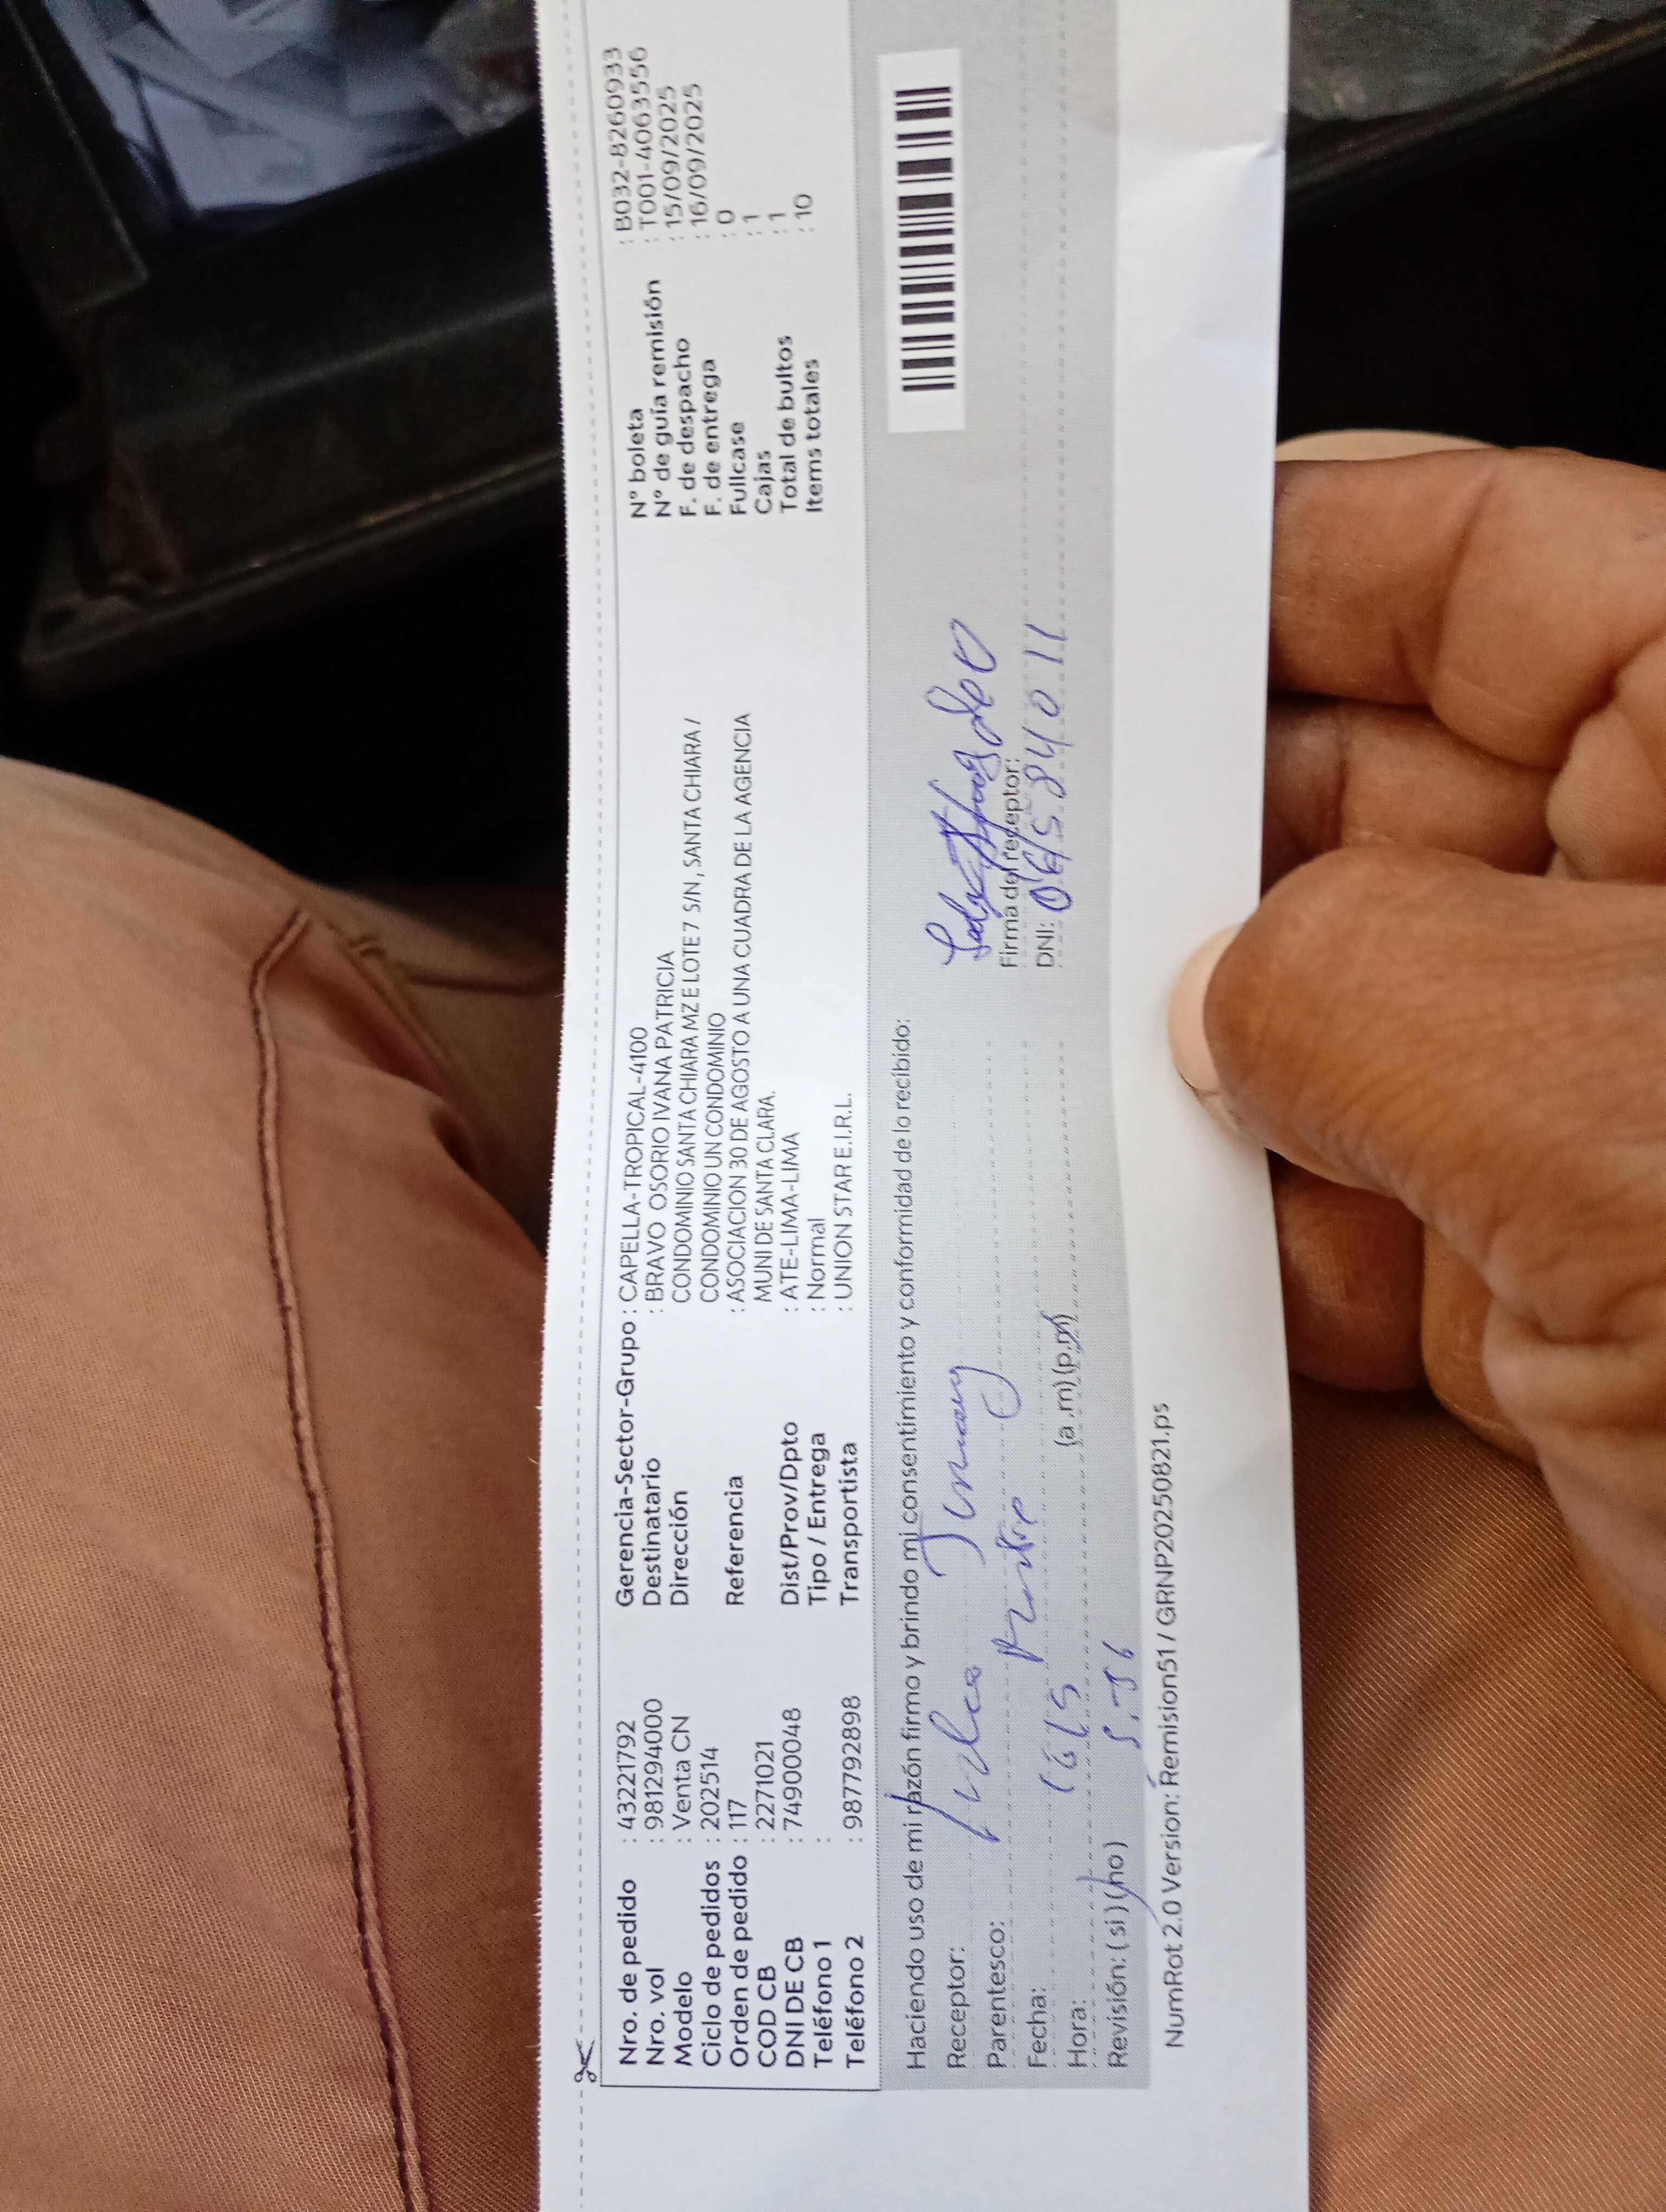 Nro. de pedido : 43221792
Nro. vol : 981294000
Modelo : Venta CN
Ciclo de pedidos : 202514
Orden de pedido : 117
COD CB : 2271021
DNI DE CB : 74900048
Teléfono 1 :
Teléfono 2 : 987792898
Gerencia-Sector-Grupo : CAPELLA-TROPICAL-4100
Destinatario : BRAVO OSORIO IVANA PATRICIA
Dirección CONDOMINIO SANTA CHIARA MZ E LOTE 7 S/N, SANTA CHIARA /
CONDOMINIO UN CONDOMINIO
Referencia : ASOCIACION 30 DE AGOSTO A UNA CUADRA DE LA AGENCIA
MUNI DE SANTA CLARA.
Dist/Prov/Dpto : ATE-LIMA-LIMA
Tipo / Entrega : Normal
Transportista : UNION STAR E.I.R.L.
N° boleta : B032-8260933
N° de guía remisión : T001-4063556
F. de despacho : 15/09/2025
F. de entrega : 16/09/2025
Fullcase : 0
Cajas : 1
Total de bultos : 1
Items totales : 10
Haciendo uso de mi razón firmo y brindo mi consentimiento y conformidad de lo recibido:
Receptor:
Parentesco:
Fecha:
Hora: (a.m) (p.m)
Revisión: ( si ) ( no )
Firma del receptor:
DNI:
NumRot 2.0 Version: Remision51 / GRNP20250821.ps